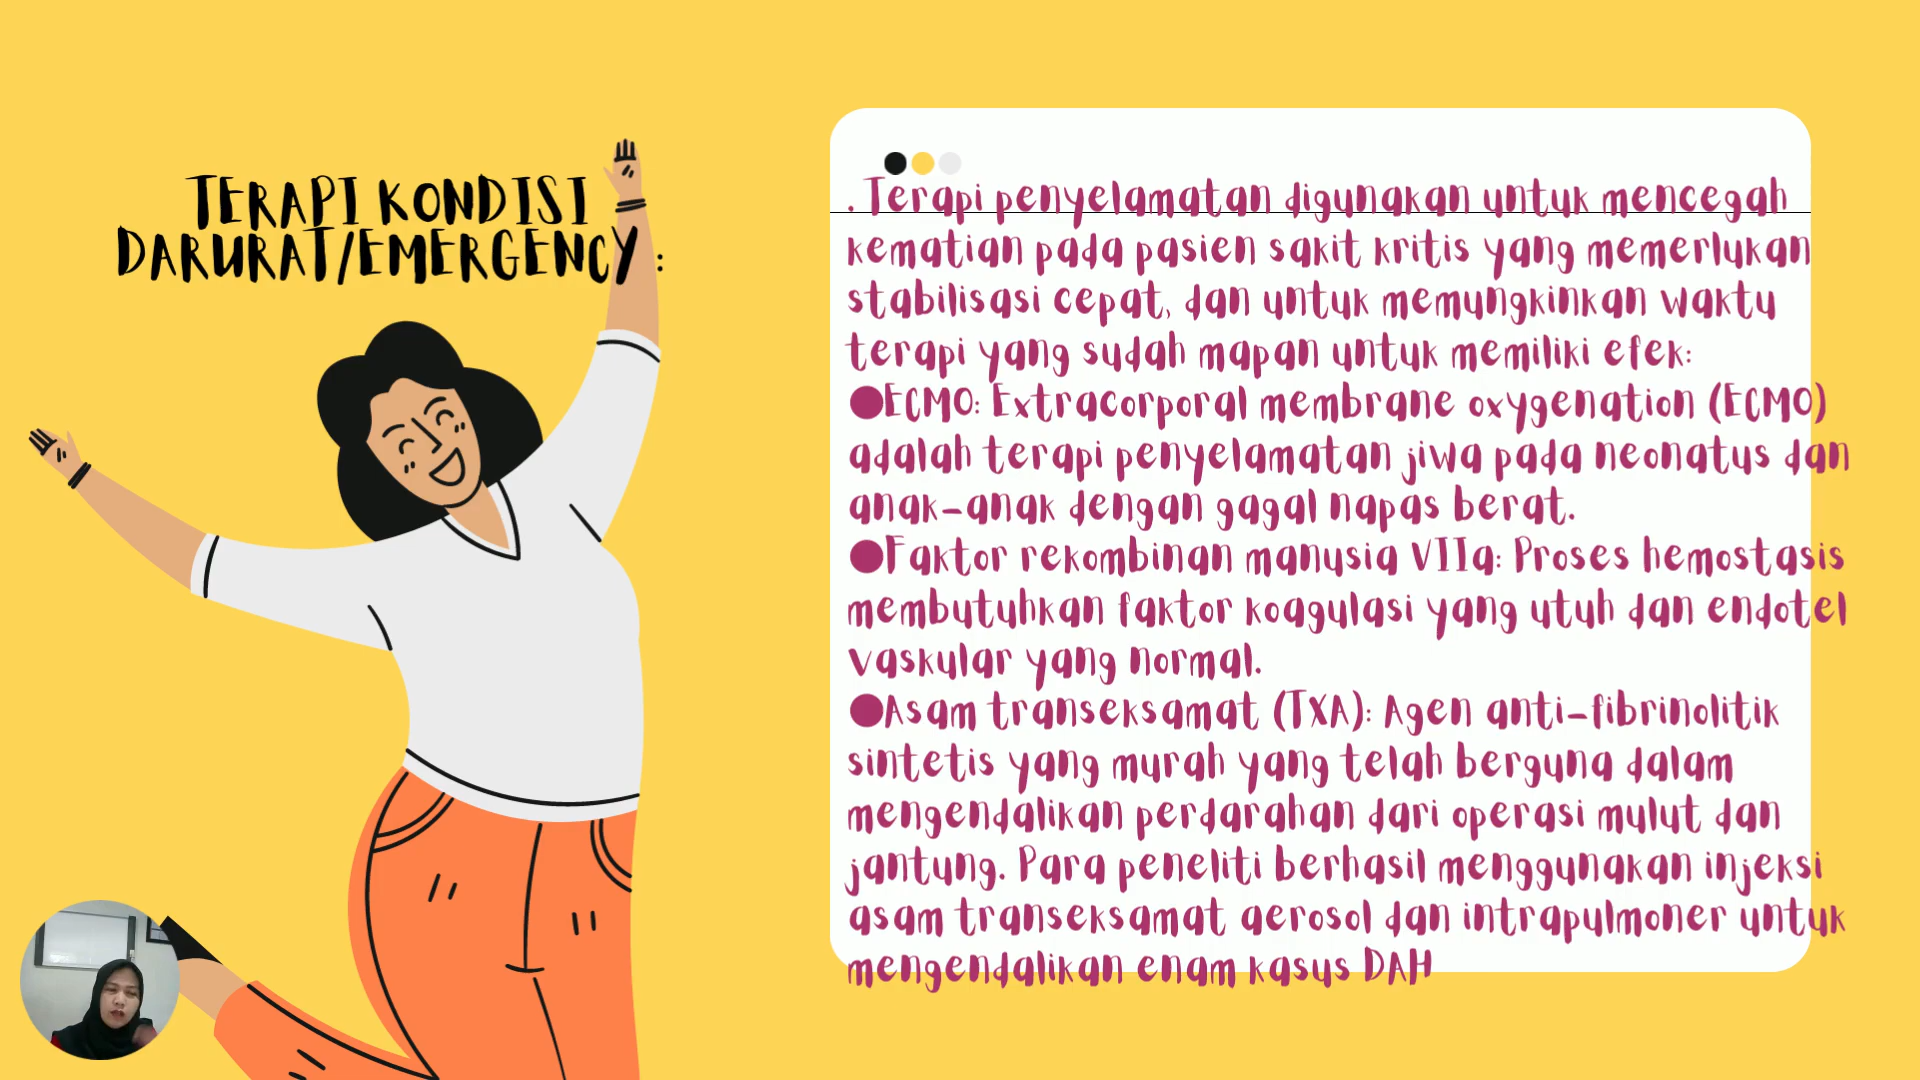 TERAPI KONDISI
DARURAT/EMERGENCY :
. Terapi penyelamatan digunakan untuk mencegah
kematian pada pasien sakit kritis yang memerlukan
stabilisasi cepat, dan untuk memungkinkan waktu
terapi yang sudah mapan untuk memiliki efek:
●ECMO: Extracorporal membrane oxygenation (ECMO)
adalah terapi penyelamatan jiwa pada neonatus dan
anak-anak dengan gagal napas berat.
●Faktor rekombinan manusia VIIa: Proses hemostasis
membutuhkan faktor koagulasi yang utuh dan endotel
vaskular yang normal.
●Asam transeksamat (TXA): Agen anti-fibrinolitik
sintetis yang murah yang telah berguna dalam
mengendalikan perdarahan dari operasi mulut dan
jantung. Para peneliti berhasil menggunakan injeksi
asam transeksamat aerosol dan intrapulmoner untuk
mengendalikan enam kasus DAH